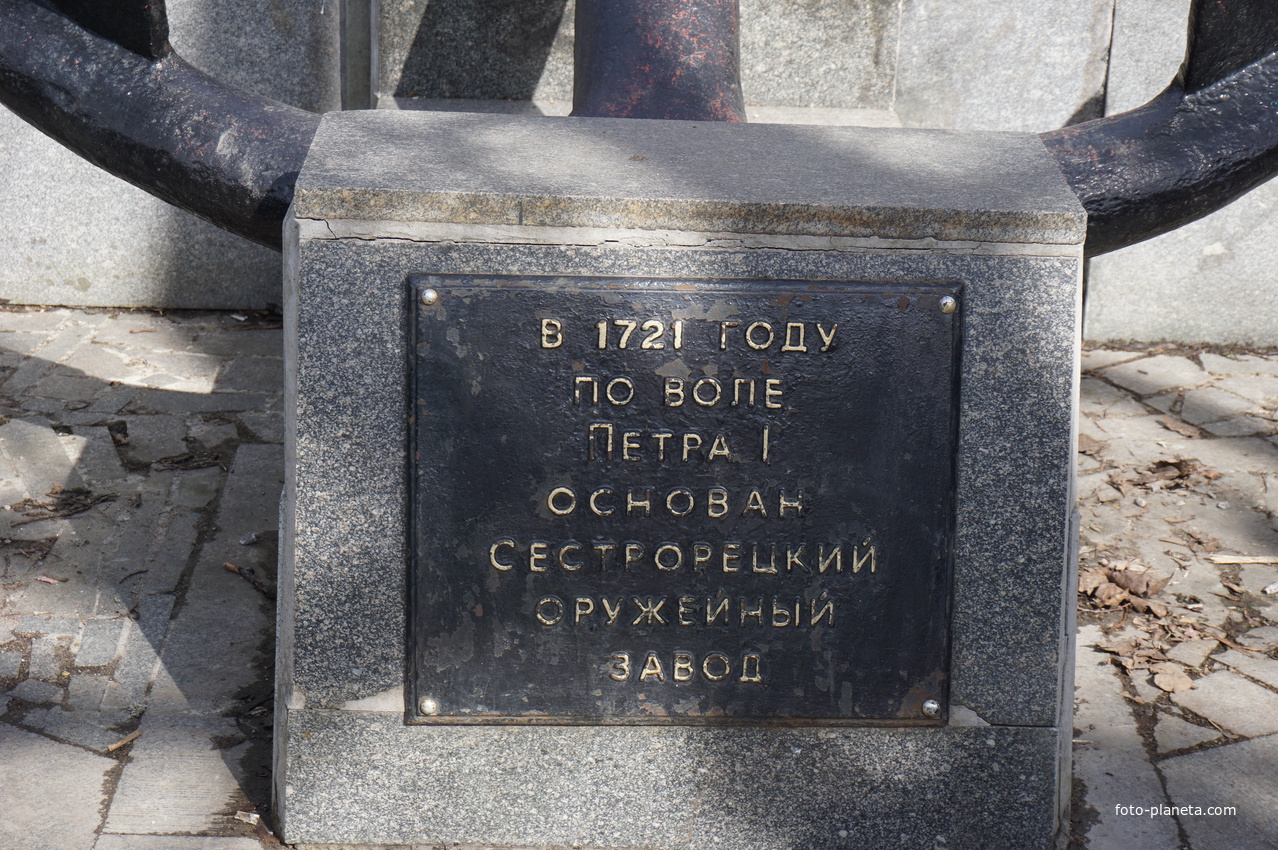 В 1721 ГОДУ
ПО ВОЛЕ
ПЕТРА I
ОСНОВАН
СЕСТРОРЕЦКИЙ
ОРУЖЕЙНЫЙ
ЗАВОД
foto-planeta.com